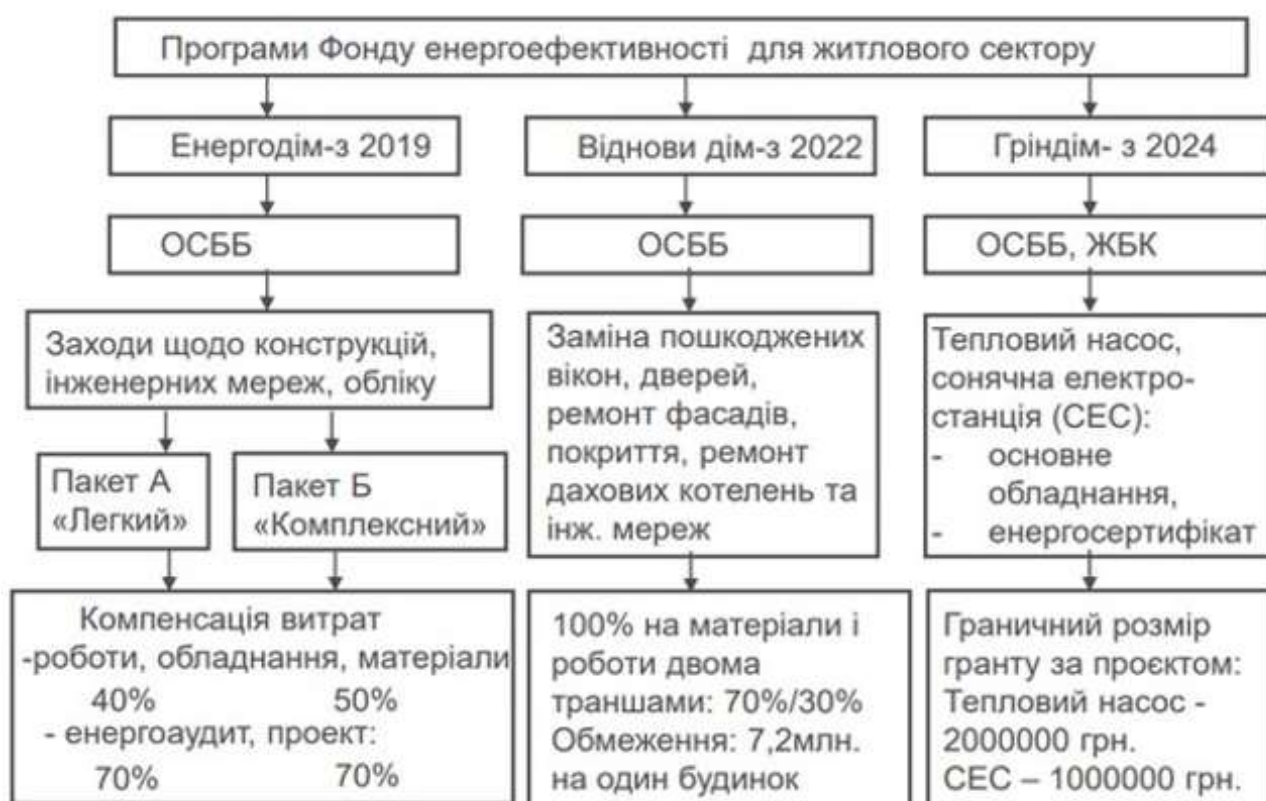 Програми Фонду енергоефективності для житлового сектору
Енергодім-з 2019
ОСББ
Заходи щодо конструкцій,
інженерних мереж, обліку
Пакет А
«Легкий»
Пакет Б
«Комплексний»
Компенсація витрат
-роботи, обладнання, матеріали
40% 50%
- енергоаудит, проект:
70% 70%
Віднови дім-з 2022
ОСББ
Заміна пошкоджених
вікон, дверей,
ремонт фасадів,
покриття, ремонт
дахових котелень та
інж. мереж
100% на матеріали і
роботи двома
траншами: 70%/30%
Обмеження: 7,2млн.
на один будинок
Гріндім- з 2024
ОСББ, ЖБК
Тепловий насос,
сонячна електро-
станція (СЕС):
- основне
обладнання,
- енергосертифікат
Граничний розмір
гранту за проєктом:
Тепловий насос -
2000000 грн.
СЕС – 1000000 грн.